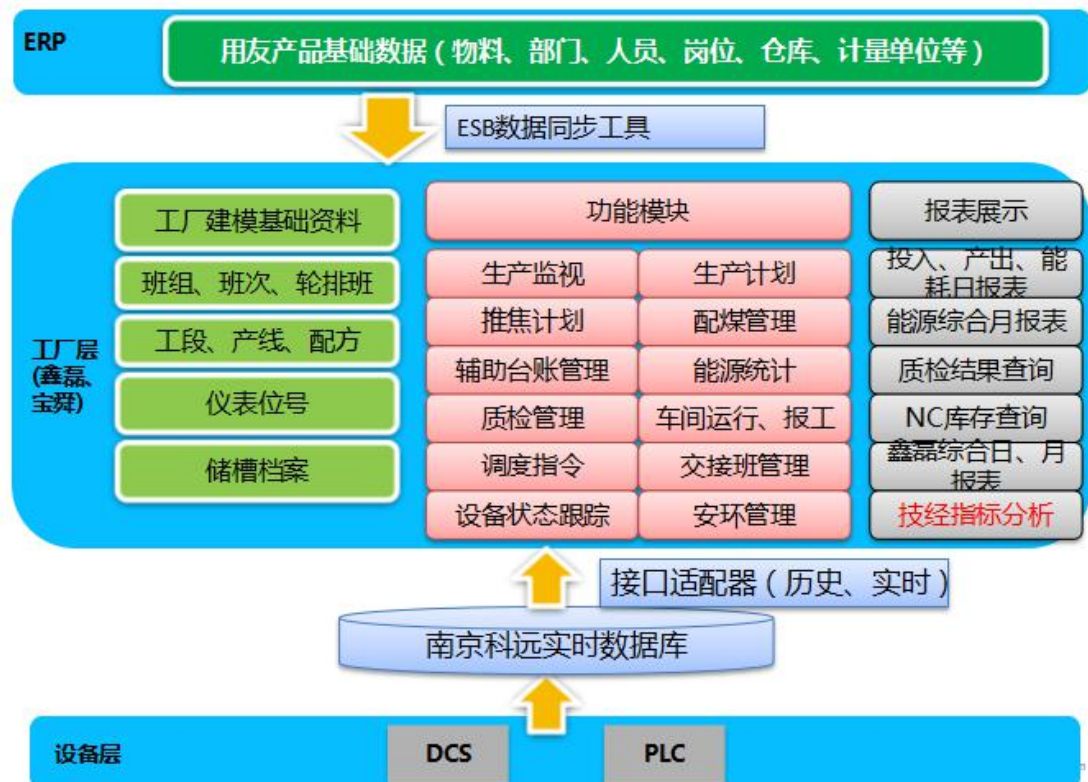 ERP
用友产品基础数据（物料、部门、人员、岗位、仓库、计量单位等）
ESB数据同步工具
工厂层
(鑫磊、
宝舜)
工厂建模基础资料
班组、班次、轮排班
工段、产线、配方
仪表位号
储槽档案
功能模块
生产监视
生产计划
推焦计划
配煤管理
辅助台账管理
能源统计
质检管理
车间运行、报工
调度指令
交接班管理
设备状态跟踪
安环管理
报表展示
投入、产出、能
耗日报表
能源综合月报表
质检结果查询
NC库存查询
鑫磊综合日、月
报表
技经指标分析
接口适配器（历史、实时）
南京科远实时数据库
设备层
DCS
PLC